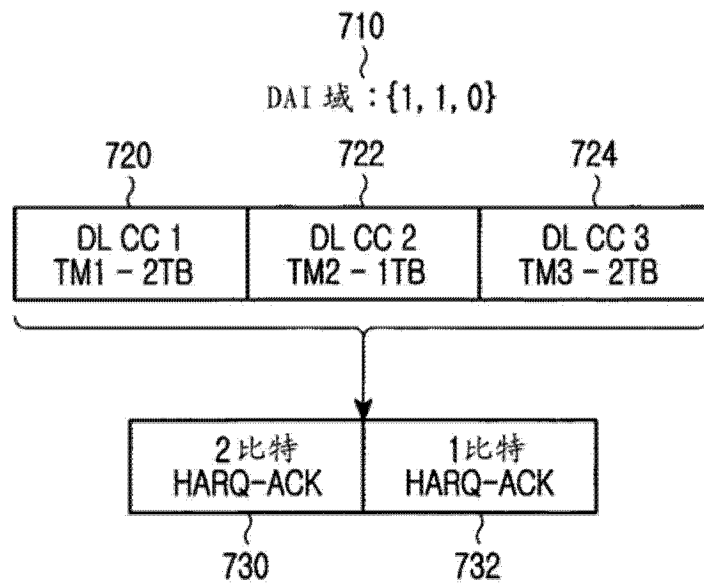 710
DAI 域：{1, 1, 0}
720 722 724
DL CC 1 DL CC 2 DL CC 3
TM1 - 2TB TM2 - 1TB TM3 - 2TB
2比特 1比特
HARQ-ACK HARQ-ACK
730 732